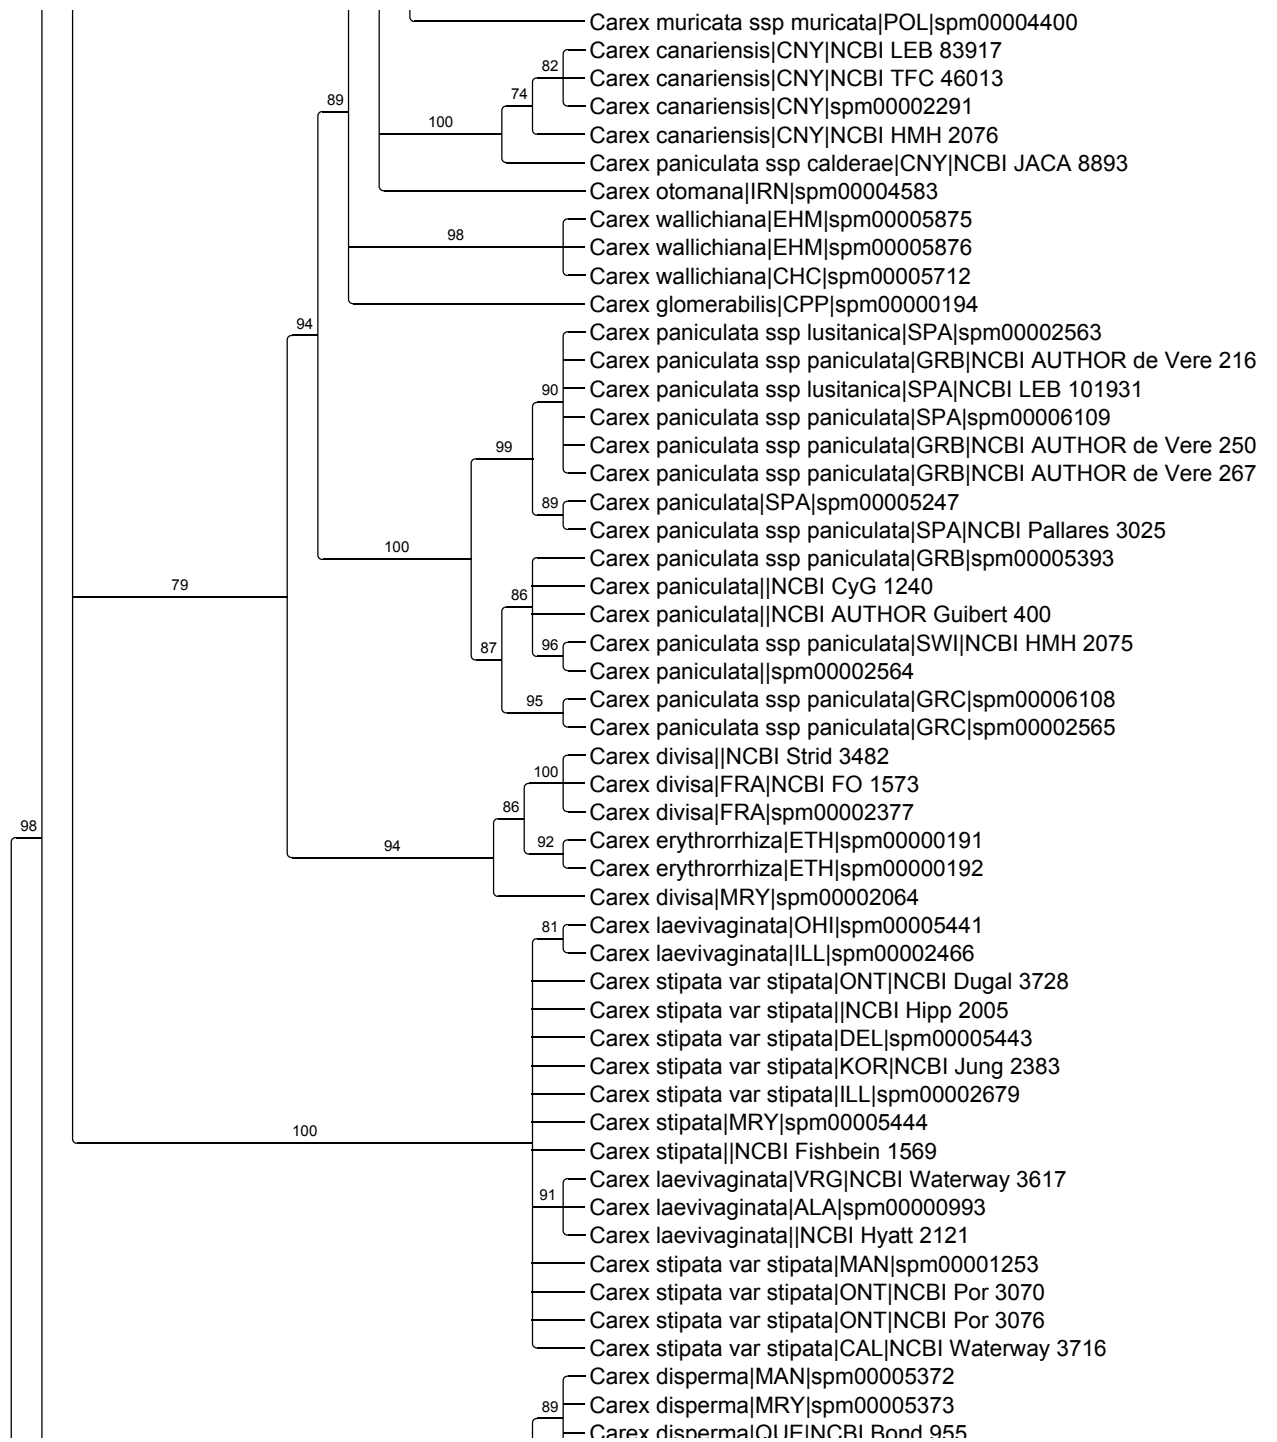 Carex muricata ssp muricata|POL|spm00004400
Carex canariensis|CNY|NCBI LEB 83917
82
Carex canariensis|CNY|NCBI TFC 46013
74
89
Carex canariensis|CNY|spm00002291
100
Carex canariensis|CNY|NCBI HMH 2076
Carex paniculata ssp calderae|CNY|NCBI JACA 8893
Carex otomana|IRN|spm00004583
Carex wallichiana|EHM|spm00005875
98
Carex wallichiana|EHM|spm00005876
Carex wallichiana|CHC|spm00005712
Carex glomerabilis|CPP|spm00000194
94
Carex paniculata ssp lusitanica|SPA|spm00002563
Carex paniculata ssp paniculata|GRB|NCBI AUTHOR de Vere 216
90
Carex paniculata ssp lusitanica|SPA|NCBI LEB 101931
Carex paniculata ssp paniculata|SPA|spm00006109
99
Carex paniculata ssp paniculata|GRB|NCBI AUTHOR de Vere 250
Carex paniculata ssp paniculata|GRB|NCBI AUTHOR de Vere 267
89
Carex paniculata|SPA|spm00005247
Carex paniculata ssp paniculata|SPA|NCBI Pallares 3025
100
Carex paniculata ssp paniculata|GRB|spm00005393
79
Carex paniculata||NCBI CyG 1240
86
Carex paniculata||NCBI AUTHOR Guibert 400
87
96
Carex paniculata ssp paniculata|SWI|NCBI HMH 2075
Carex paniculata||spm00002564
95
Carex paniculata ssp paniculata|GRC|spm00006108
Carex paniculata ssp paniculata|GRC|spm00002565
Carex divisa||NCBI Strid 3482
100
Carex divisa|FRA|NCBI FO 1573
86
Carex divisa|FRA|spm00002377
98
92
Carex erythrorrhiza|ETH|spm00000191
94
Carex erythrorrhiza|ETH|spm00000192
Carex divisa|MRY|spm00002064
81
Carex laevivaginata|OHI|spm00005441
Carex laevivaginata|ILL|spm00002466
Carex stipata var stipata|ONT|NCBI Dugal 3728
Carex stipata var stipata||NCBI Hipp 2005
Carex stipata var stipata|DEL|spm00005443
Carex stipata var stipata|KOR|NCBI Jung 2383
Carex stipata var stipata|ILL|spm00002679
Carex stipata|MRY|spm00005444
100
Carex stipata||NCBI Fishbein 1569
Carex laevivaginata|VRG|NCBI Waterway 3617
91
Carex laevivaginata|ALA|spm00000993
Carex laevivaginata||NCBI Hyatt 2121
Carex stipata var stipata|MAN|spm00001253
Carex stipata var stipata|ONT|NCBI Por 3070
Carex stipata var stipata|ONT|NCBI Por 3076
Carex stipata var stipata|CAL|NCBI Waterway 3716
Carex disperma|MAN|spm00005372
89
Carex disperma|MRY|spm00005373
Carex disperma|QUE|NCBI Bond 955